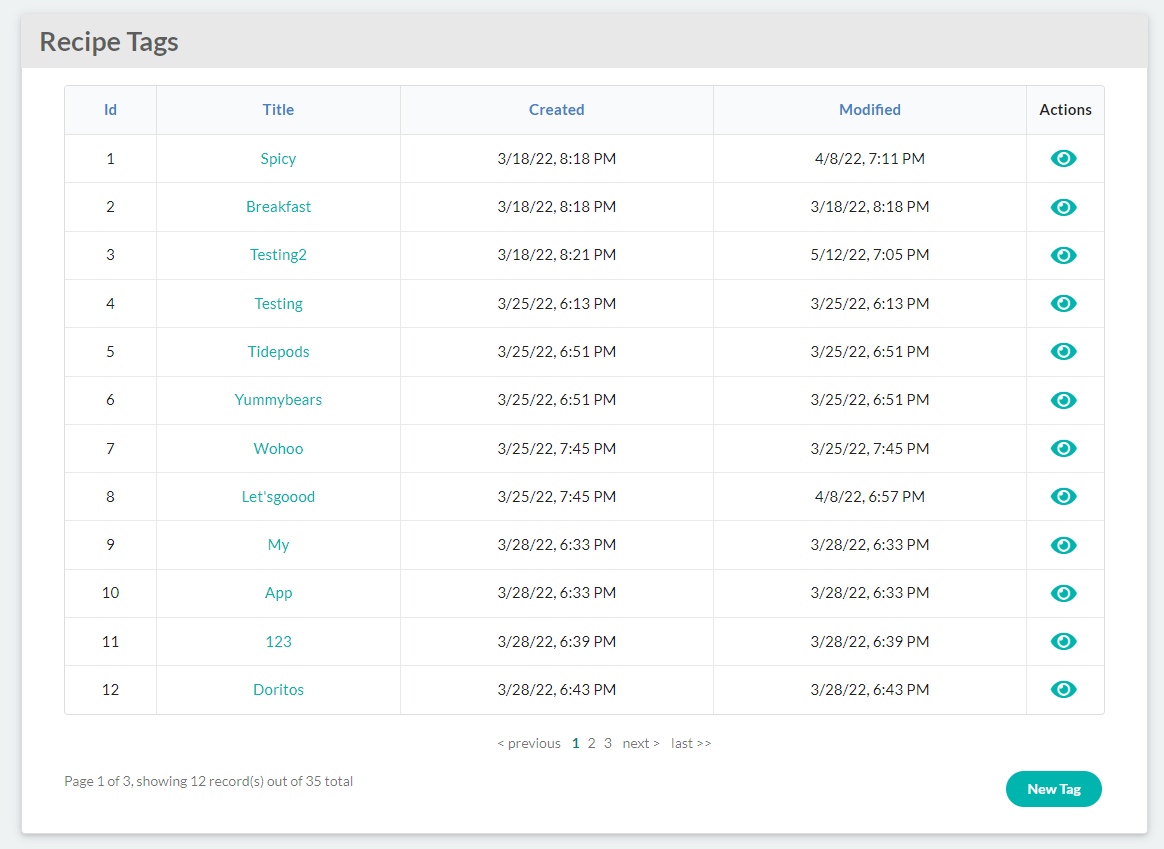 Recipe Tags
Id Title Created Modified Actions
1 Spicy 3/18/22, 8:18 PM 4/8/22, 7:11 PM
2 Breakfast 3/18/22, 8:18 PM 3/18/22, 8:18 PM
3 Testing2 3/18/22, 8:21 PM 5/12/22, 7:05 PM
4 Testing 3/25/22, 6:13 PM 3/25/22, 6:13 PM
5 Tidepods 3/25/22, 6:51 PM 3/25/22, 6:51 PM
6 Yummybears 3/25/22, 6:51 PM 3/25/22, 6:51 PM
7 Wohoo 3/25/22, 7:45 PM 3/25/22, 7:45 PM
8 Let'sgoood 3/25/22, 7:45 PM 4/8/22, 6:57 PM
9 My 3/28/22, 6:33 PM 3/28/22, 6:33 PM
10 App 3/28/22, 6:33 PM 3/28/22, 6:33 PM
11 123 3/28/22, 6:39 PM 3/28/22, 6:39 PM
12 Doritos 3/28/22, 6:43 PM 3/28/22, 6:43 PM
< previous 1 2 3 next > last >>
Page 1 of 3, showing 12 record(s) out of 35 total
New Tag